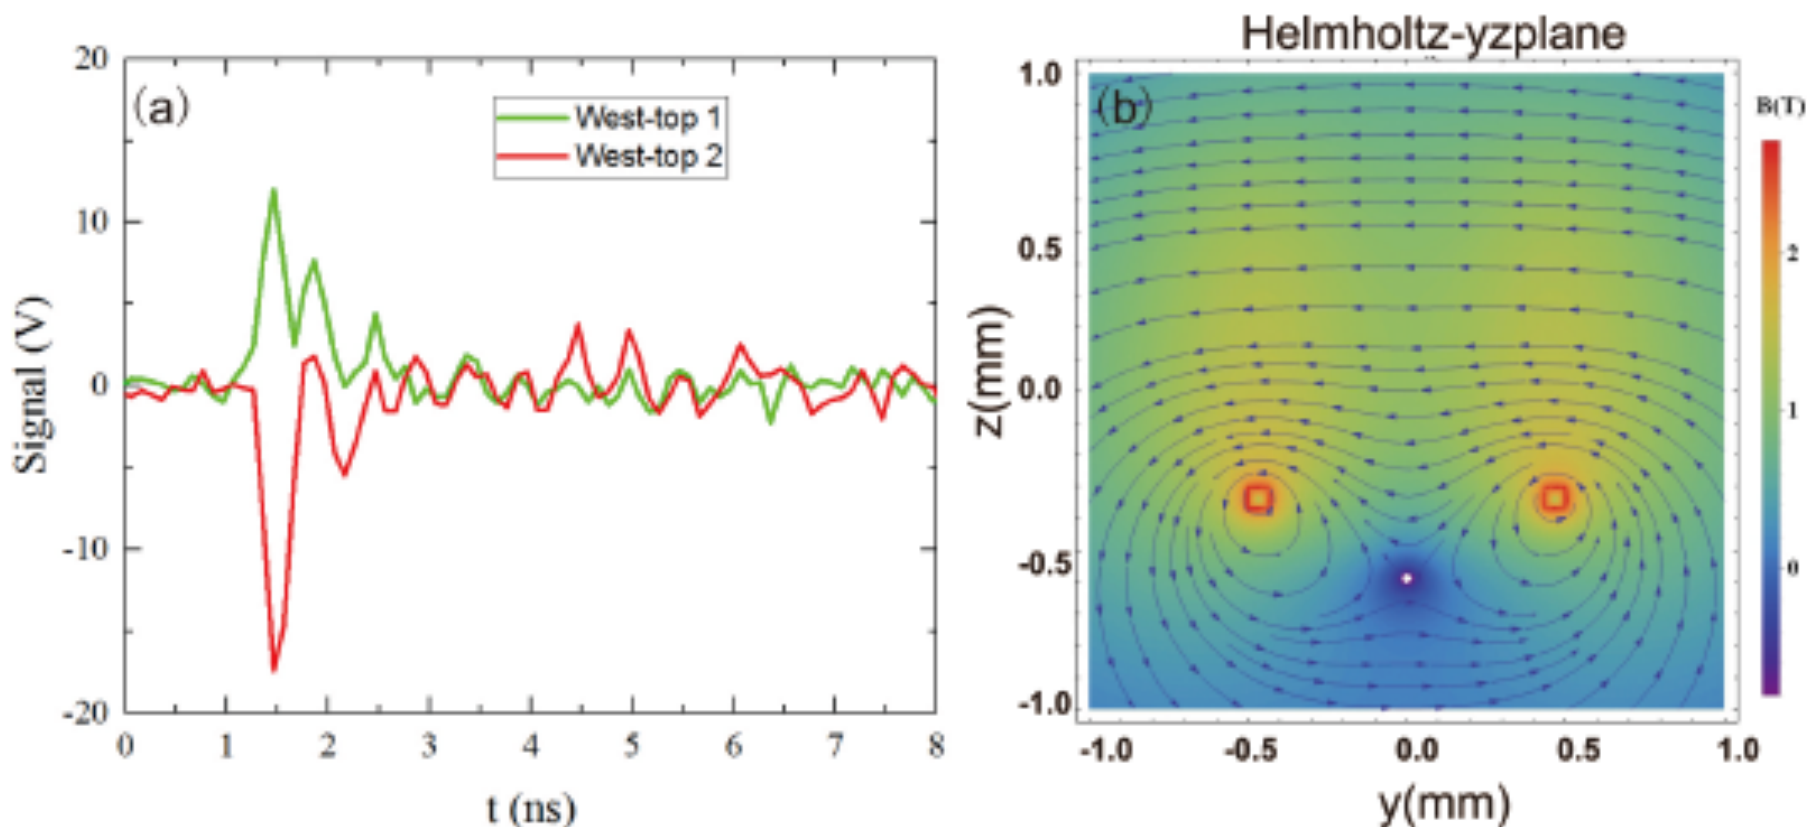 (a)
West-top 1
West-top 2
20
10
0
-10
-20
Signal (V)
0 1 2 3 4 5 6 7 8
t (ns)
Helmholtz-yzplane
(b)
B(T)
2
1
0
1.0
0.5
0.0
-0.5
-1.0
z(mm)
-1.0 -0.5 0.0 0.5 1.0
y(mm)